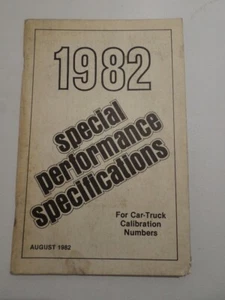 1982
special
performance
specifications
For Car-Truck
Calibration
Numbers
AUGUST 1982